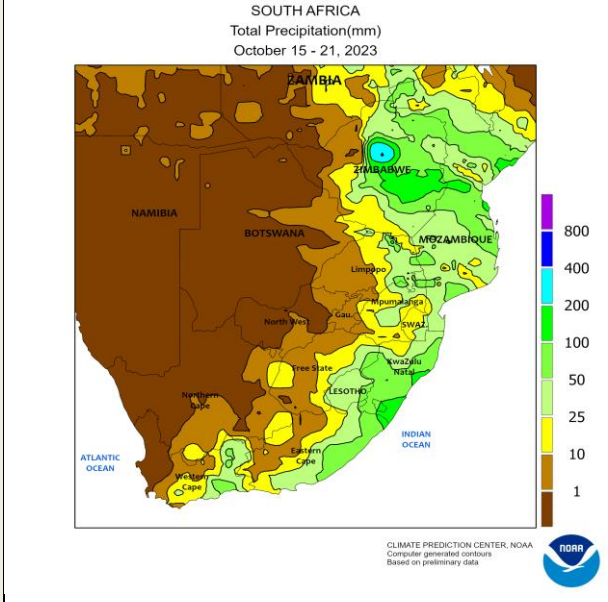 SOUTH AFRICA
Total Precipitation(mm)
October 15 - 21, 2023
ZAMBIA
ZIMBABWE
NAMIBIA
BOTSWANA
MOZAMBIQUE
Limpopo
Mpumalanga
North West
Gau.
SWAZ.
KwaZulu
Natal
Free State
LESOTHO
Northern
Cape
Eastern
Cape
Western
Cape
ATLANTIC
OCEAN
INDIAN
OCEAN
800
400
200
100
50
25
10
1
CLIMATE PREDICTION CENTER, NOAA
Computer generated contours
Based on preliminary data
NOAA